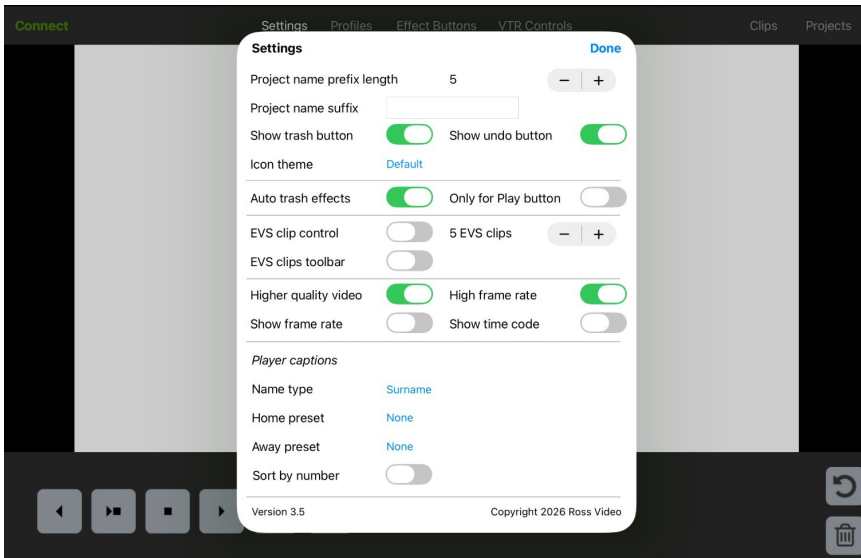 Connect Settings Profiles Effect Buttons VTR Controls Clips Projects
Settings Done
Project name prefix length 5 − +
Project name suffix
Show trash button Show undo button
Icon theme Default
Auto trash effects Only for Play button
EVS clip control 5 EVS clips − +
EVS clips toolbar
Higher quality video High frame rate
Show frame rate Show time code
Player captions
Name type Surname
Home preset None
Away preset None
Sort by number
Version 3.5 Copyright 2026 Ross Video